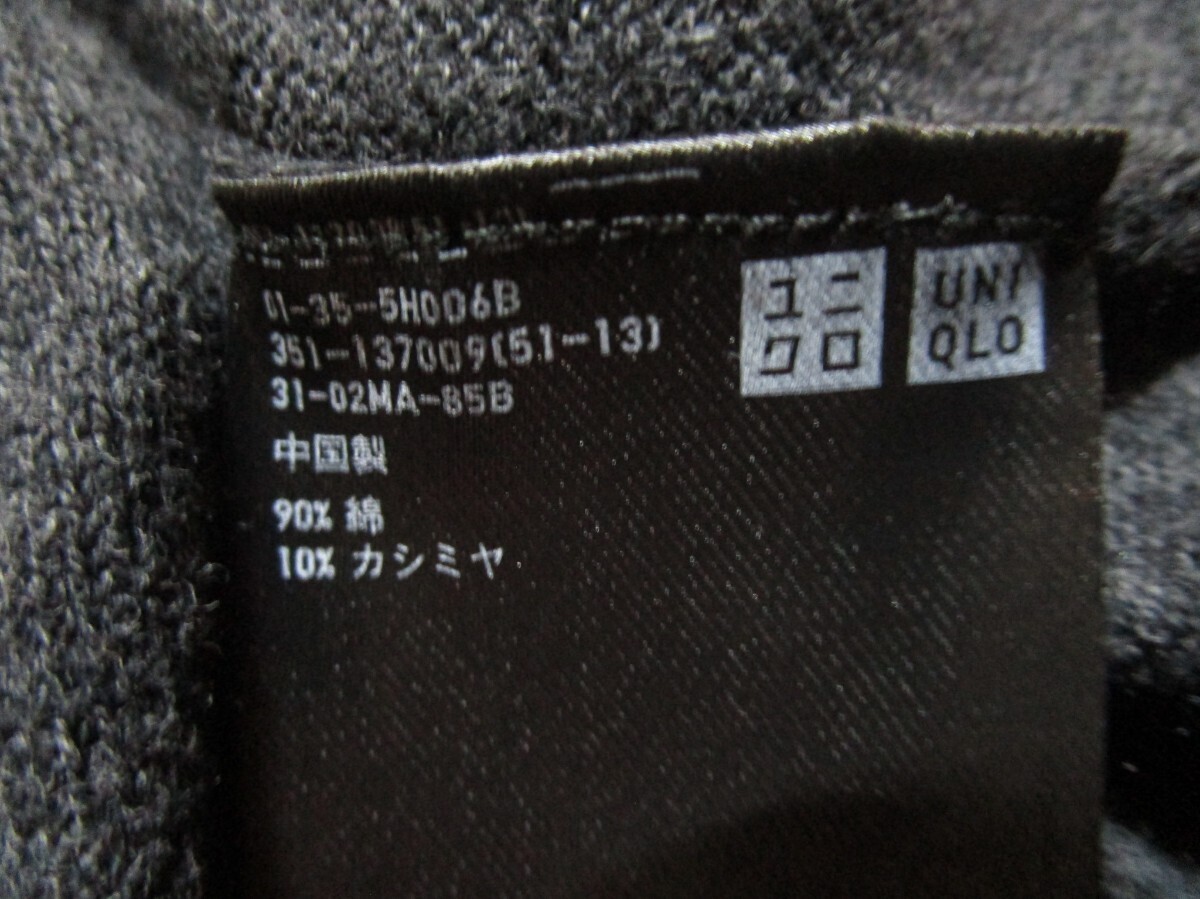 01-35-5H006B
351-137009(51-13)
31-02MA-85B
中国製
90% 綿
10% カシミヤ
ユニ
クロ
UNI
QLO